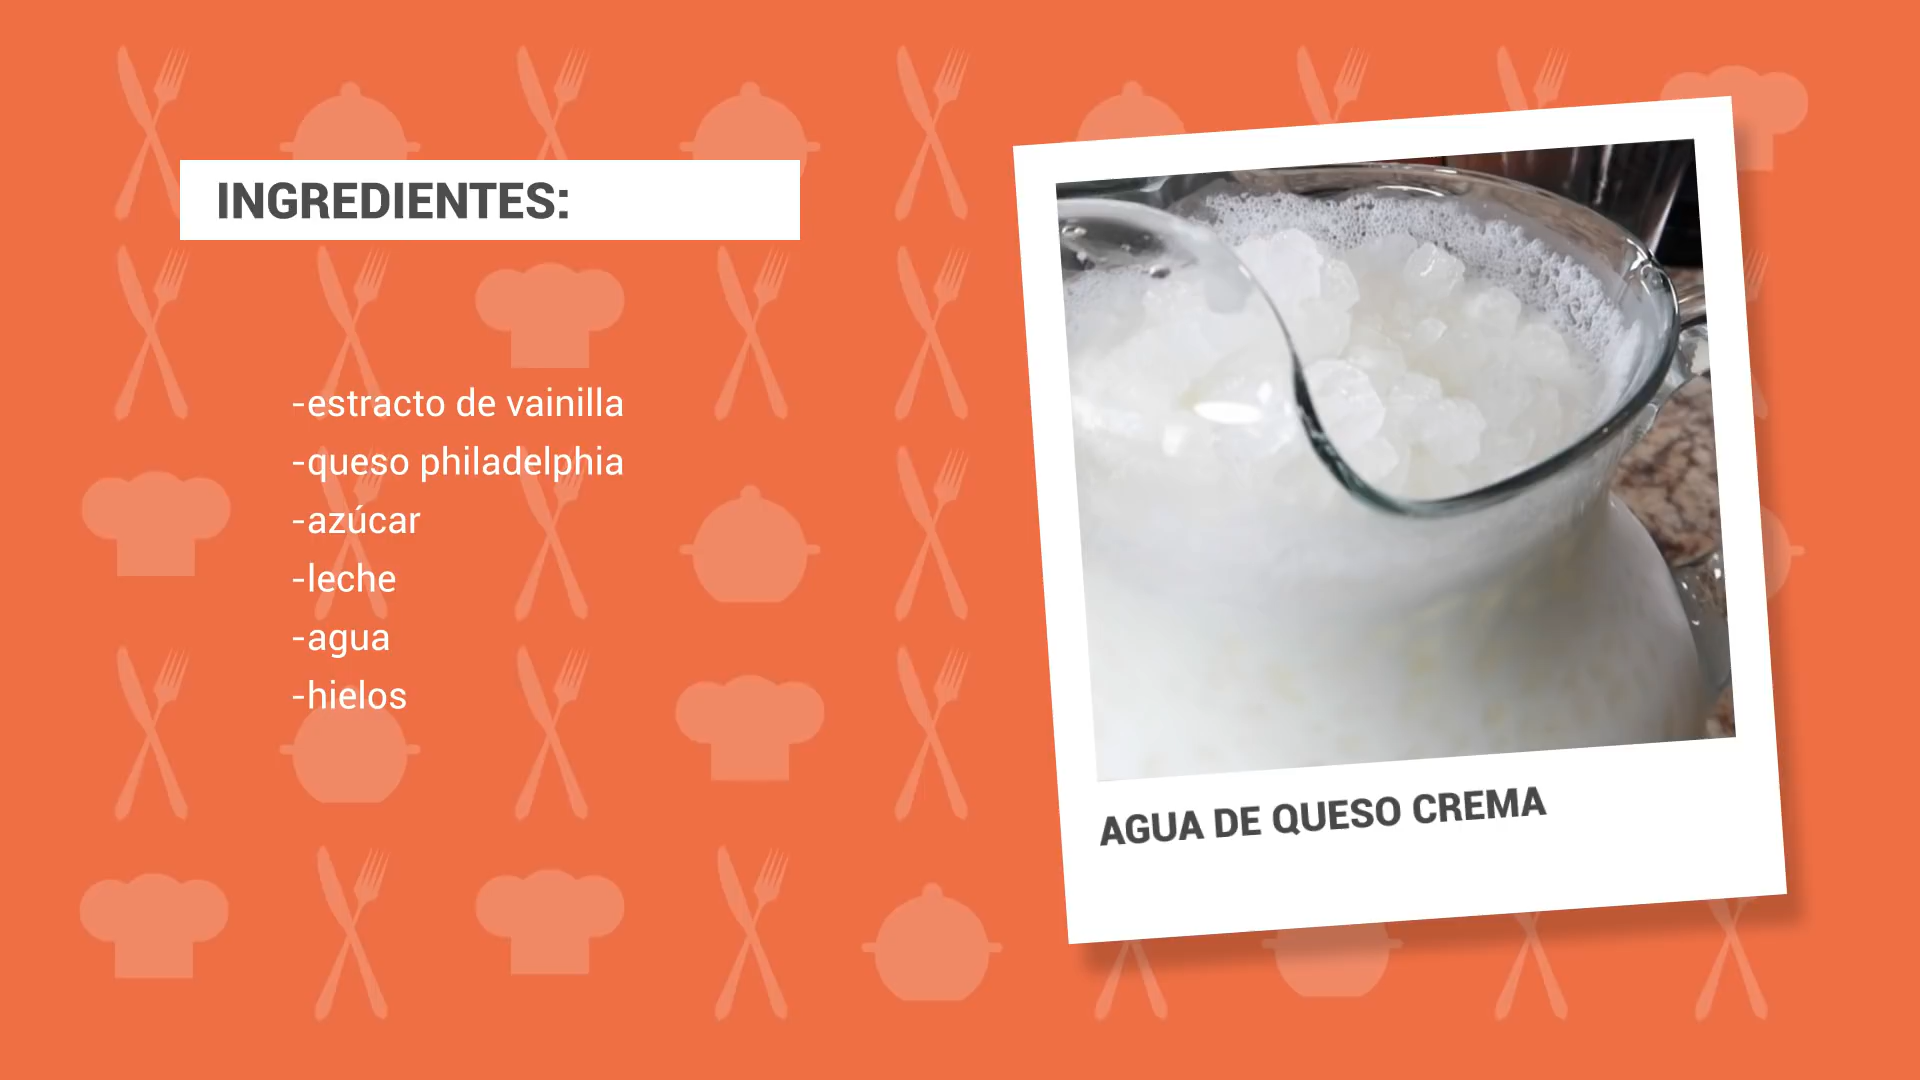 INGREDIENTES:
-estracto de vainilla
-queso philadelphia
-azúcar
-leche
-agua
-hielos
AGUA DE QUESO CREMA